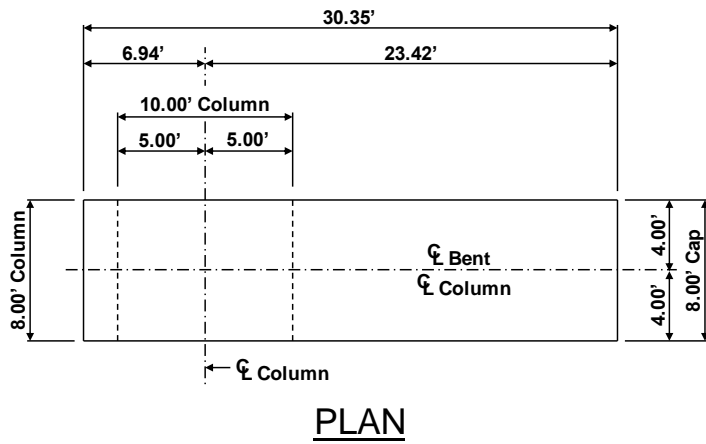 30.35’
6.94’
23.42’
10.00’ Column
5.00’
5.00’
8.00’ Column
℄ Bent
℄ Column
4.00’
4.00’
8.00’ Cap
℄ Column
PLAN